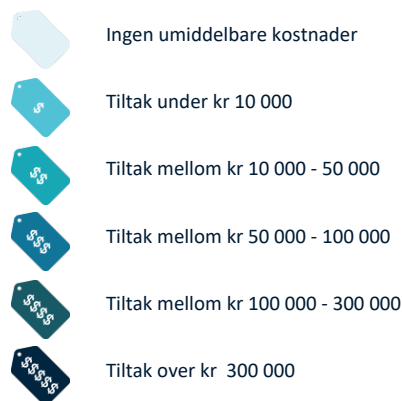 Ingen umiddelbare kostnader
$
Tiltak under kr 10 000
$$
Tiltak mellom kr 10 000 - 50 000
$$$
Tiltak mellom kr 50 000 - 100 000
$$$$
Tiltak mellom kr 100 000 - 300 000
$$$$$
Tiltak over kr  300 000